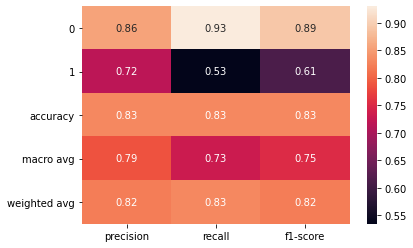 0 0.86 0.93 0.89
1 0.72 0.53 0.61
accuracy 0.83 0.83 0.83
macro avg 0.79 0.73 0.75
weighted avg 0.82 0.83 0.82
precision recall f1-score
0.90
0.85
0.80
0.75
0.70
0.65
0.60
0.55